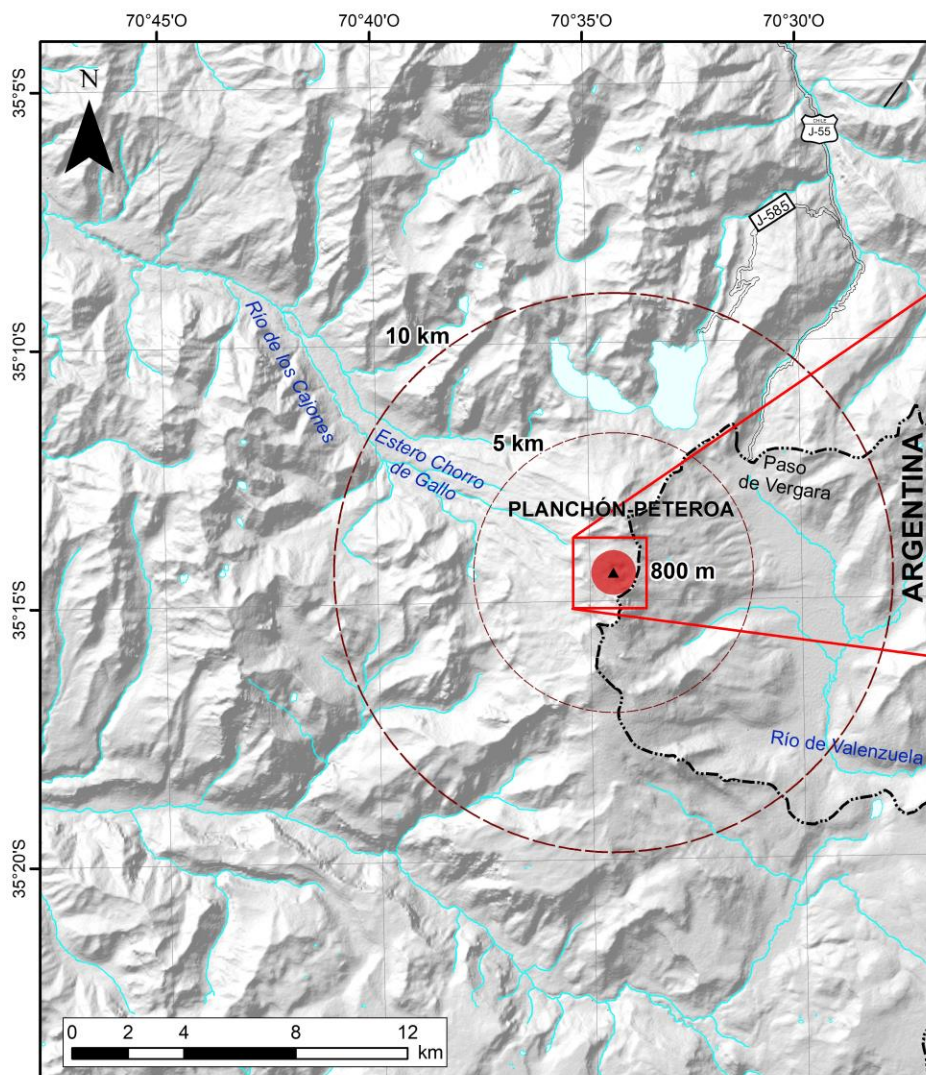 70°45'O
70°40'O
70°35'O
70°30'O
35°5'S
N
CHILE
J-55
J-585
Río de los Cajones
10 km
35°10'S
Estero Chorro
de Gallo
5 km
Paso
de Vergara
PLANCHÓN-PETEROA
ARGENTINA
800 m
35°15'S
Río de Valenzuela
35°20'S
0
2
4
8
12
km